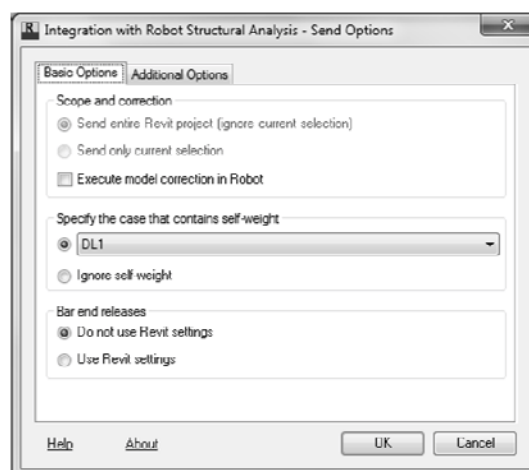 Integration with Robot Structural Analysis - Send Options
Basic Options Additional Options
Scope and correction
Send entire Revit project (ignore current selection)
Send only current selection
Execute model correction in Robot
Specify the case that contains self-weight
DL1
Ignore self weight
Bar end releases
Do not use Revit settings
Use Revit settings
Help About OK Cancel